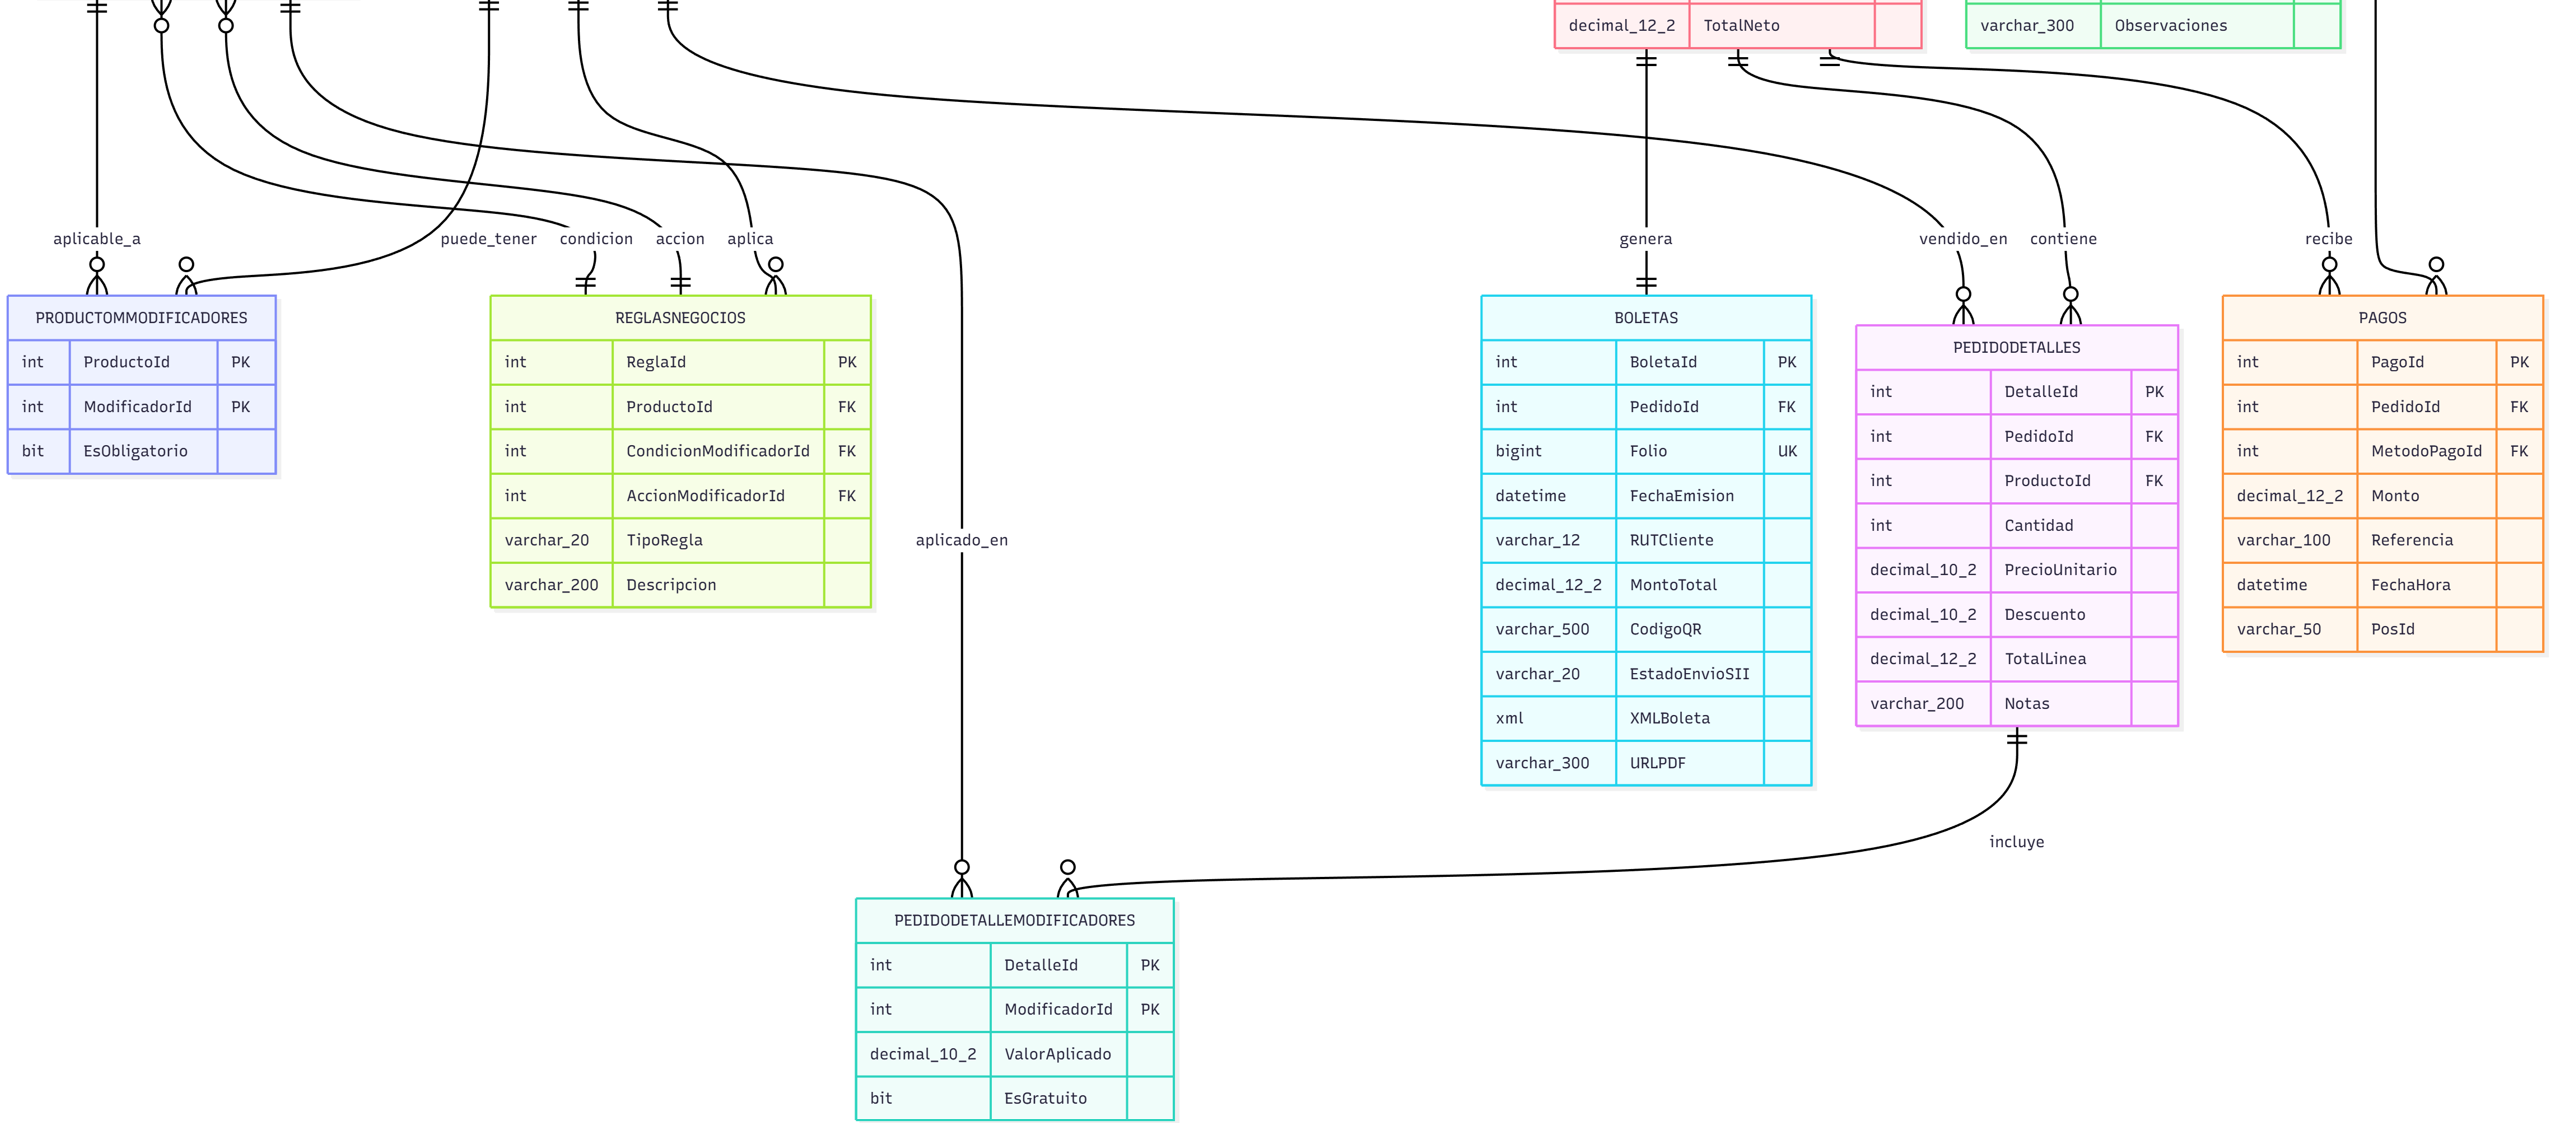 decimal_12_2 TotalNeto
varchar_300 Observaciones
aplicable_a
puede_tener
condicion
accion
aplica
genera
vendido_en
contiene
recibe
PRODUCTOMMODIFICADORES
int ProductoId PK
int ModificadorId PK
bit EsObligatorio
REGLASNEGOCIOS
int ReglaId PK
int ProductoId FK
int CondicionModificadorId FK
int AccionModificadorId FK
varchar_20 TipoRegla
varchar_200 Descripcion
aplicado_en
BOLETAS
int BoletaId PK
int PedidoId FK
bigint Folio UK
datetime FechaEmision
varchar_12 RUTCliente
decimal_12_2 MontoTotal
varchar_500 CodigoQR
varchar_20 EstadoEnvioSII
xml XMLBoleta
varchar_300 URLPDF
PEDIDODETALLES
int DetalleId PK
int PedidoId FK
int ProductoId FK
int Cantidad
decimal_10_2 PrecioUnitario
decimal_10_2 Descuento
decimal_12_2 TotalLinea
varchar_200 Notas
PAGOS
int PagoId PK
int PedidoId FK
int MetodoPagoId FK
decimal_12_2 Monto
varchar_100 Referencia
datetime FechaHora
varchar_50 PosId
incluye
PEDIDODETALLEMODIFICADORES
int DetalleId PK
int ModificadorId PK
decimal_10_2 ValorAplicado
bit EsGratuito